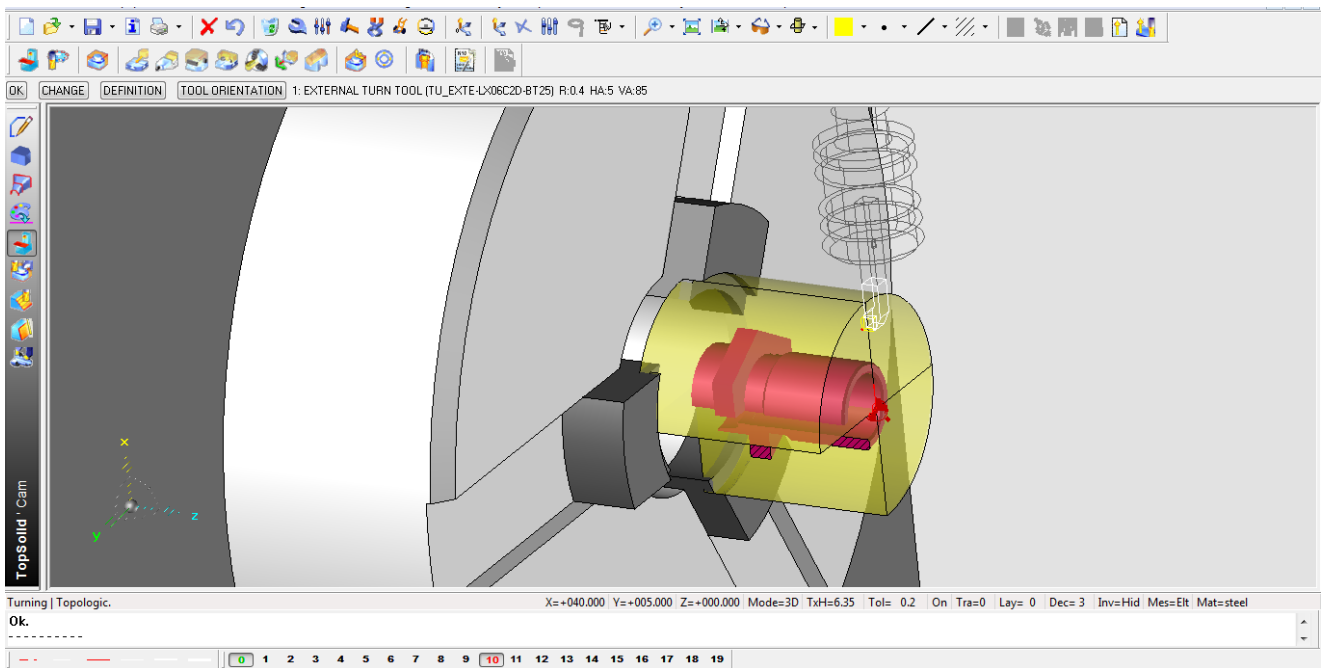 OK CHANGE DEFINITION TOOL ORIENTATION 1: EXTERNAL TURN TOOL (TU_EXTE-LX06C2D-BT25) R:0.4 HA:5 VA:85
x
z
y
TopSolid ' Cam
Turning | Topologic. X=+040.000 Y=+005.000 Z=+000.000 Mode=3D TxH=6.35 Tol= 0.2 On Tra=0 Lay= 0 Dec= 3 Inv=Hid Mes=Elt Mat=steel
Ok.
----------
0 1 2 3 4 5 6 7 8 9 10 11 12 13 14 15 16 17 18 19